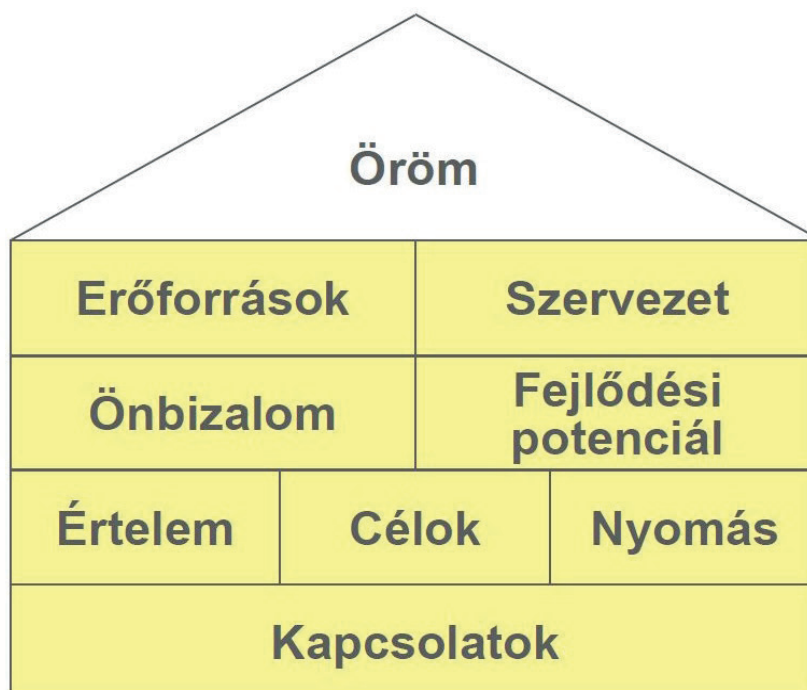 Öröm
Erőforrások
Szervezet
Önbizalom
Fejlődési
potenciál
Értelem
Célok
Nyomás
Kapcsolatok